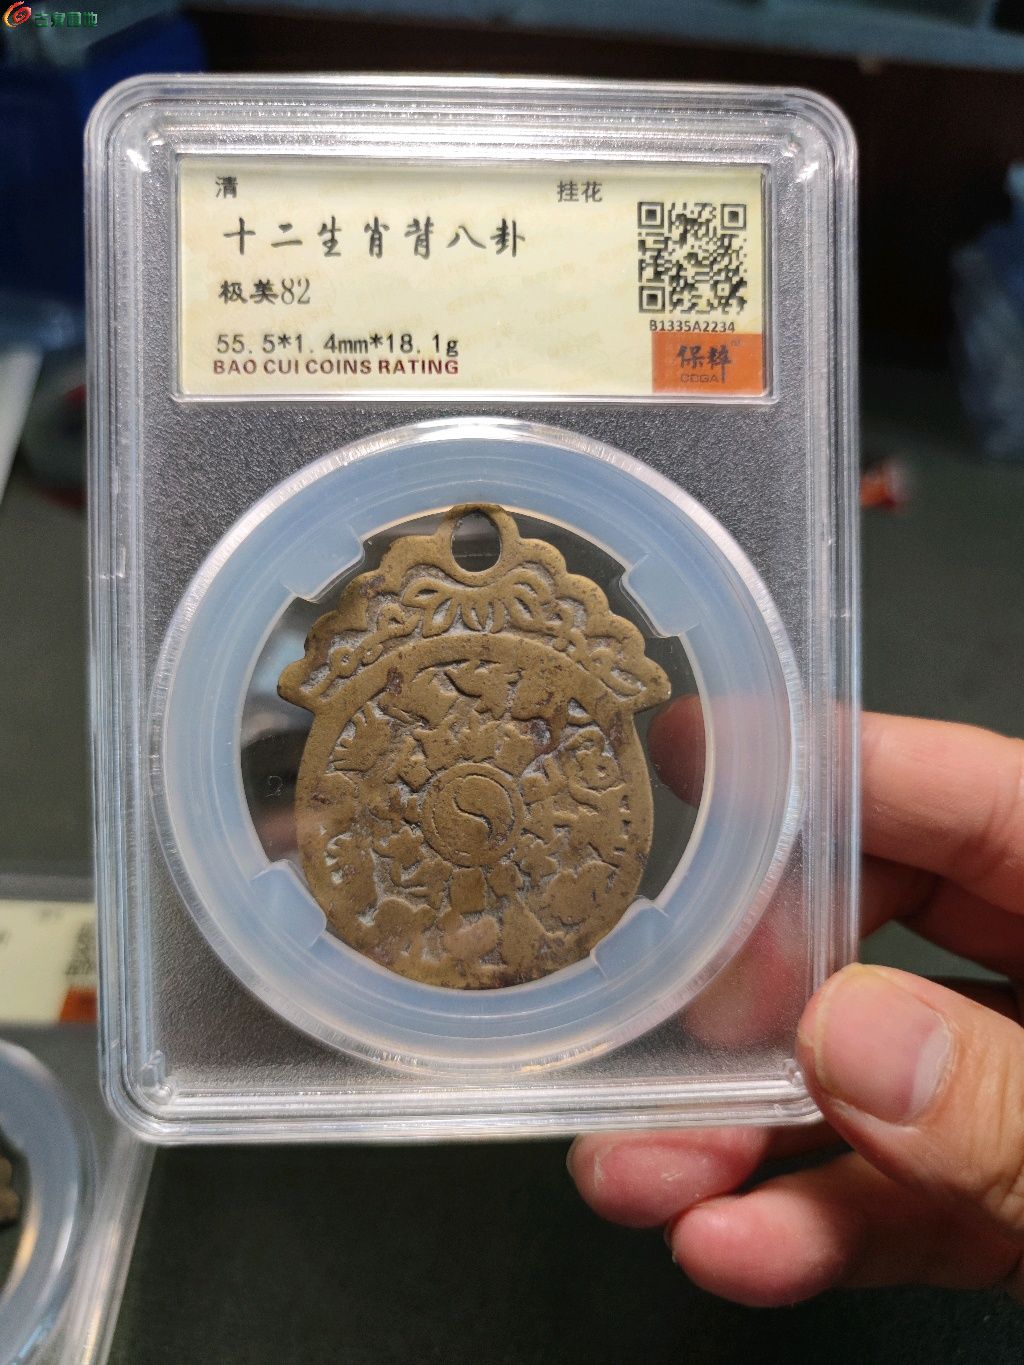 古泉园地
清 挂花
十二生肖背八卦
极美82
55.5*1.4mm*18.1g
BAO CUI COINS RATING
B1335A2234
保粹
CCGA